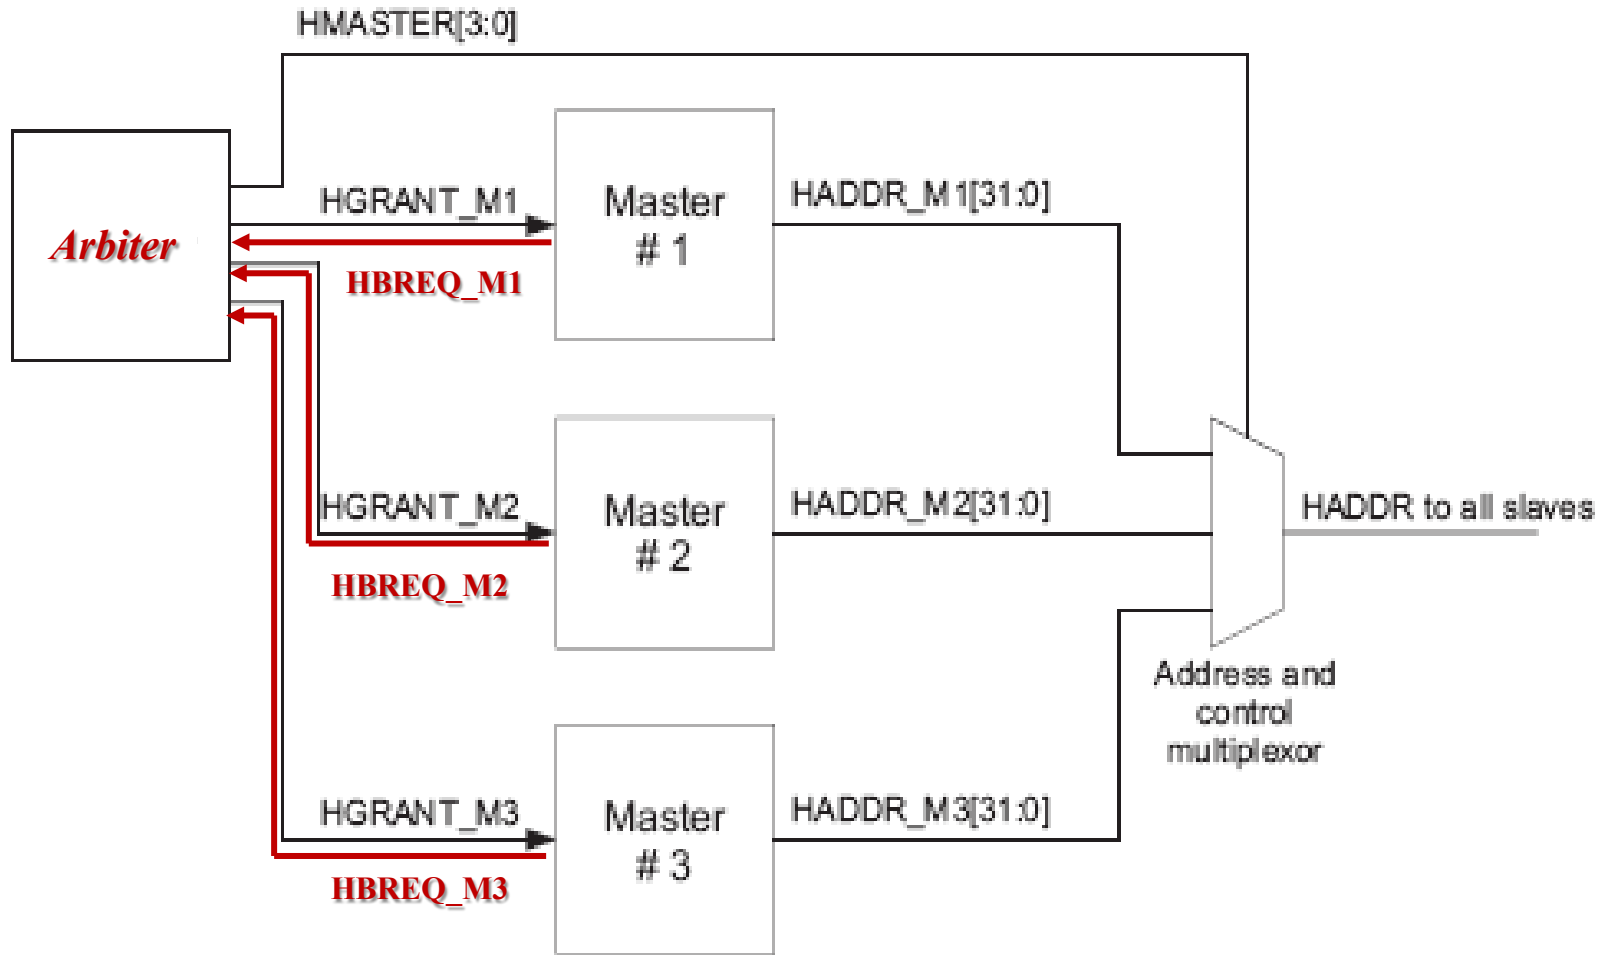 HMASTER[3:0]
Arbiter
HGRANT_M1
HBREQ_M1
Master
# 1
HADDR_M1[31:0]
HGRANT_M2
HBREQ_M2
Master
# 2
HADDR_M2[31:0]
HADDR to all slaves
Address and
control
multiplexor
HGRANT_M3
HBREQ_M3
Master
# 3
HADDR_M3[31:0]